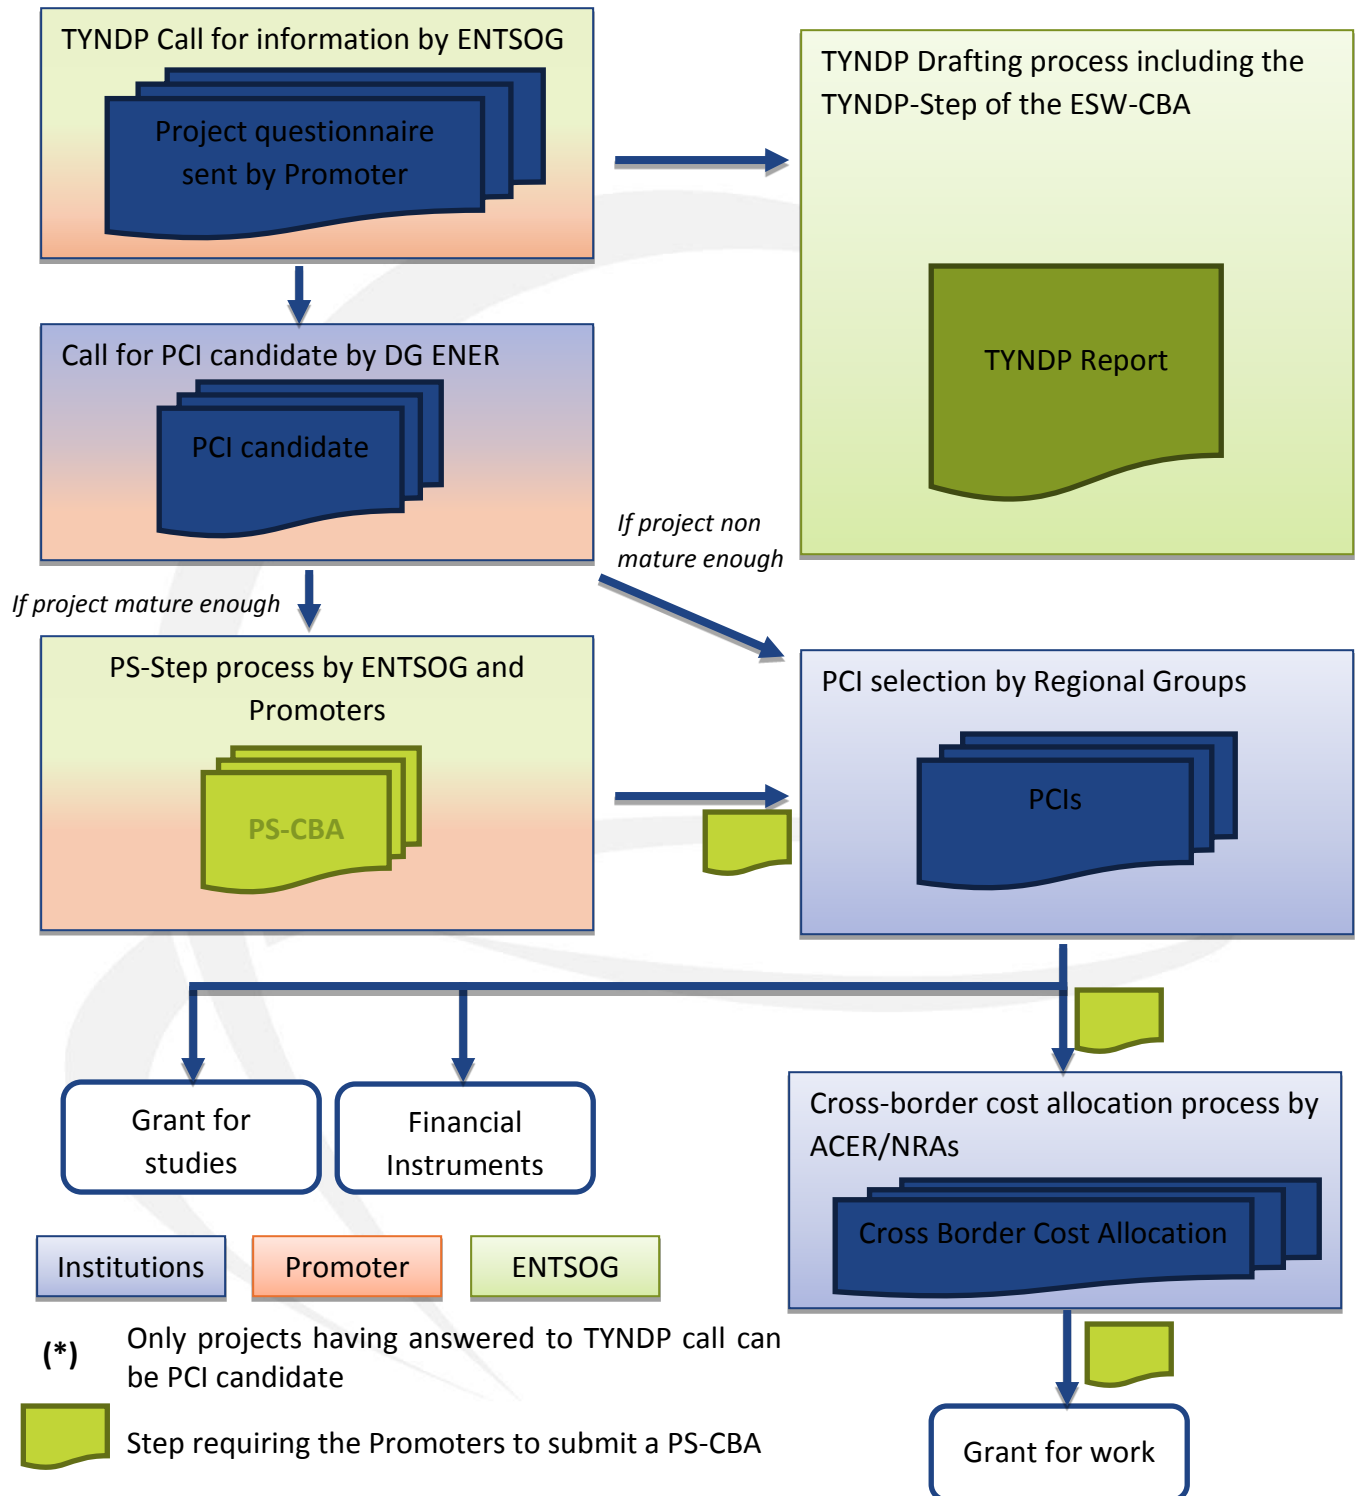 TYNDP Call for information by ENTSOG
Project questionnaire
sent by Promoter
TYNDP Drafting process including the
TYNDP-Step of the ESW-CBA
TYNDP Report
Call for PCI candidate by DG ENER
PCI candidate
If project non
mature enough
If project mature enough
PS-Step process by ENTSOG and
Promoters
PS-CBA
PCI selection by Regional Groups
PCIs
Grant for
studies
Financial
Instruments
Cross-border cost allocation process by
ACER/NRAs
Cross Border Cost Allocation
Institutions
Promoter
ENTSOG
(*) Only projects having answered to TYNDP call can
be PCI candidate
Step requiring the Promoters to submit a PS-CBA
Grant for work